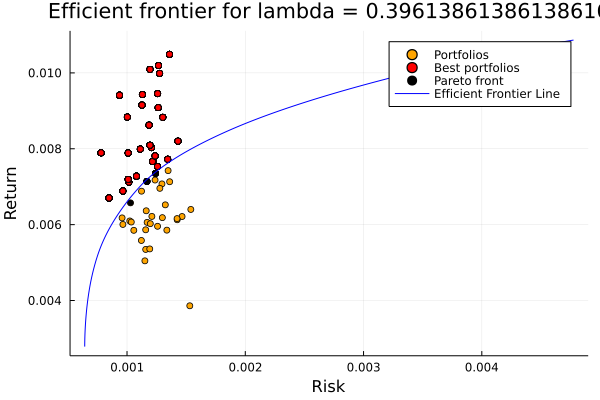 Efficient frontier for lambda = 0.3961386138613861
Portfolios
Best portfolios
Pareto front
Efficient Frontier Line
Return
0.010
0.008
0.006
0.004
0.001
0.002
0.003
0.004
Risk